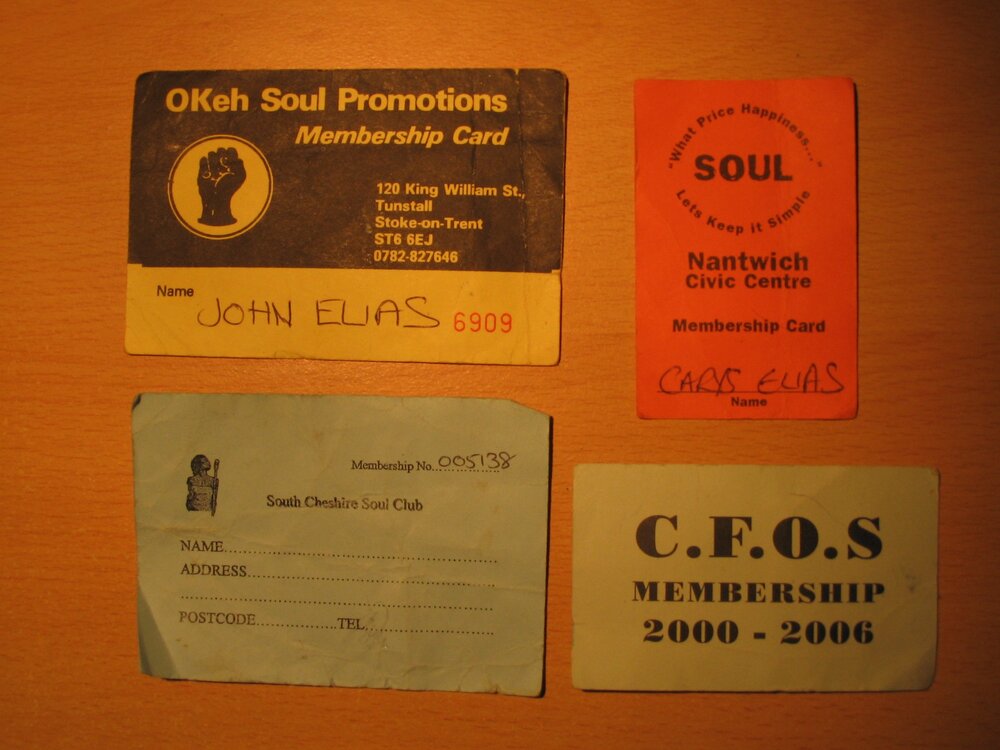 OKeh Soul Promotions
Membership Card
120 King William St.,
Tunstall
Stoke-on-Trent
ST6 6EJ
0782-827646
Name
JOHN ELIAS 6909
"What Price Happiness..."
SOUL
Lets Keep it Simple
Nantwich
Civic Centre
Membership Card
CARYS ELIAS
Name
Membership No...005138
South Cheshire Soul Club
NAME
ADDRESS
POSTCODE TEL
C.F.O.S
MEMBERSHIP
2000 - 2006